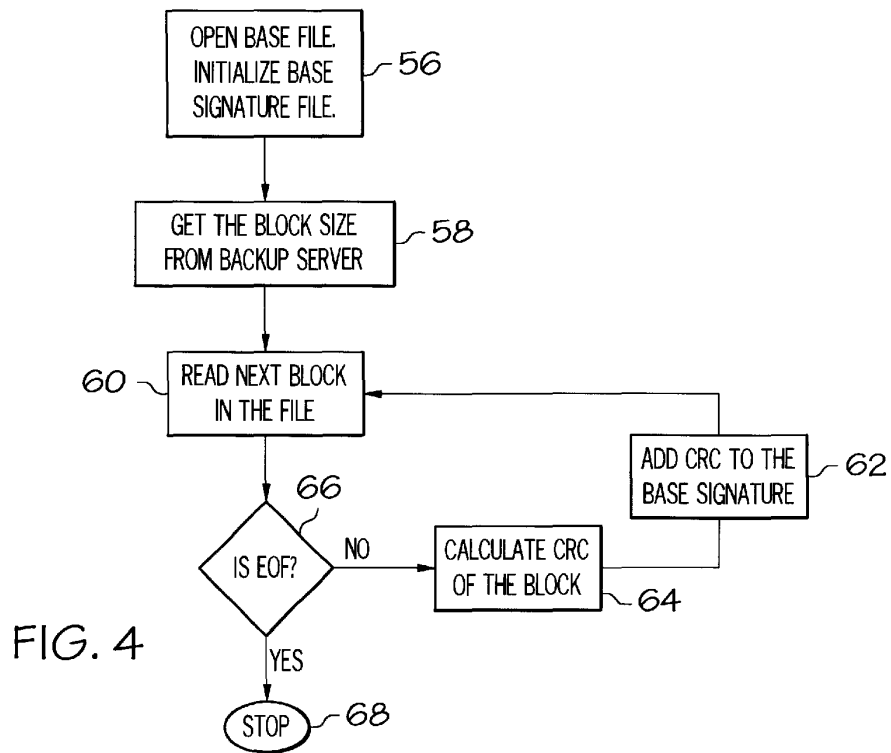 OPEN BASE FILE.
INITIALIZE BASE
SIGNATURE FILE.
56
GET THE BLOCK SIZE
FROM BACKUP SERVER
58
60
READ NEXT BLOCK
IN THE FILE
ADD CRC TO THE
BASE SIGNATURE
62
66
IS EOF?
NO
CALCULATE CRC
OF THE BLOCK
64
FIG. 4
YES
STOP
68